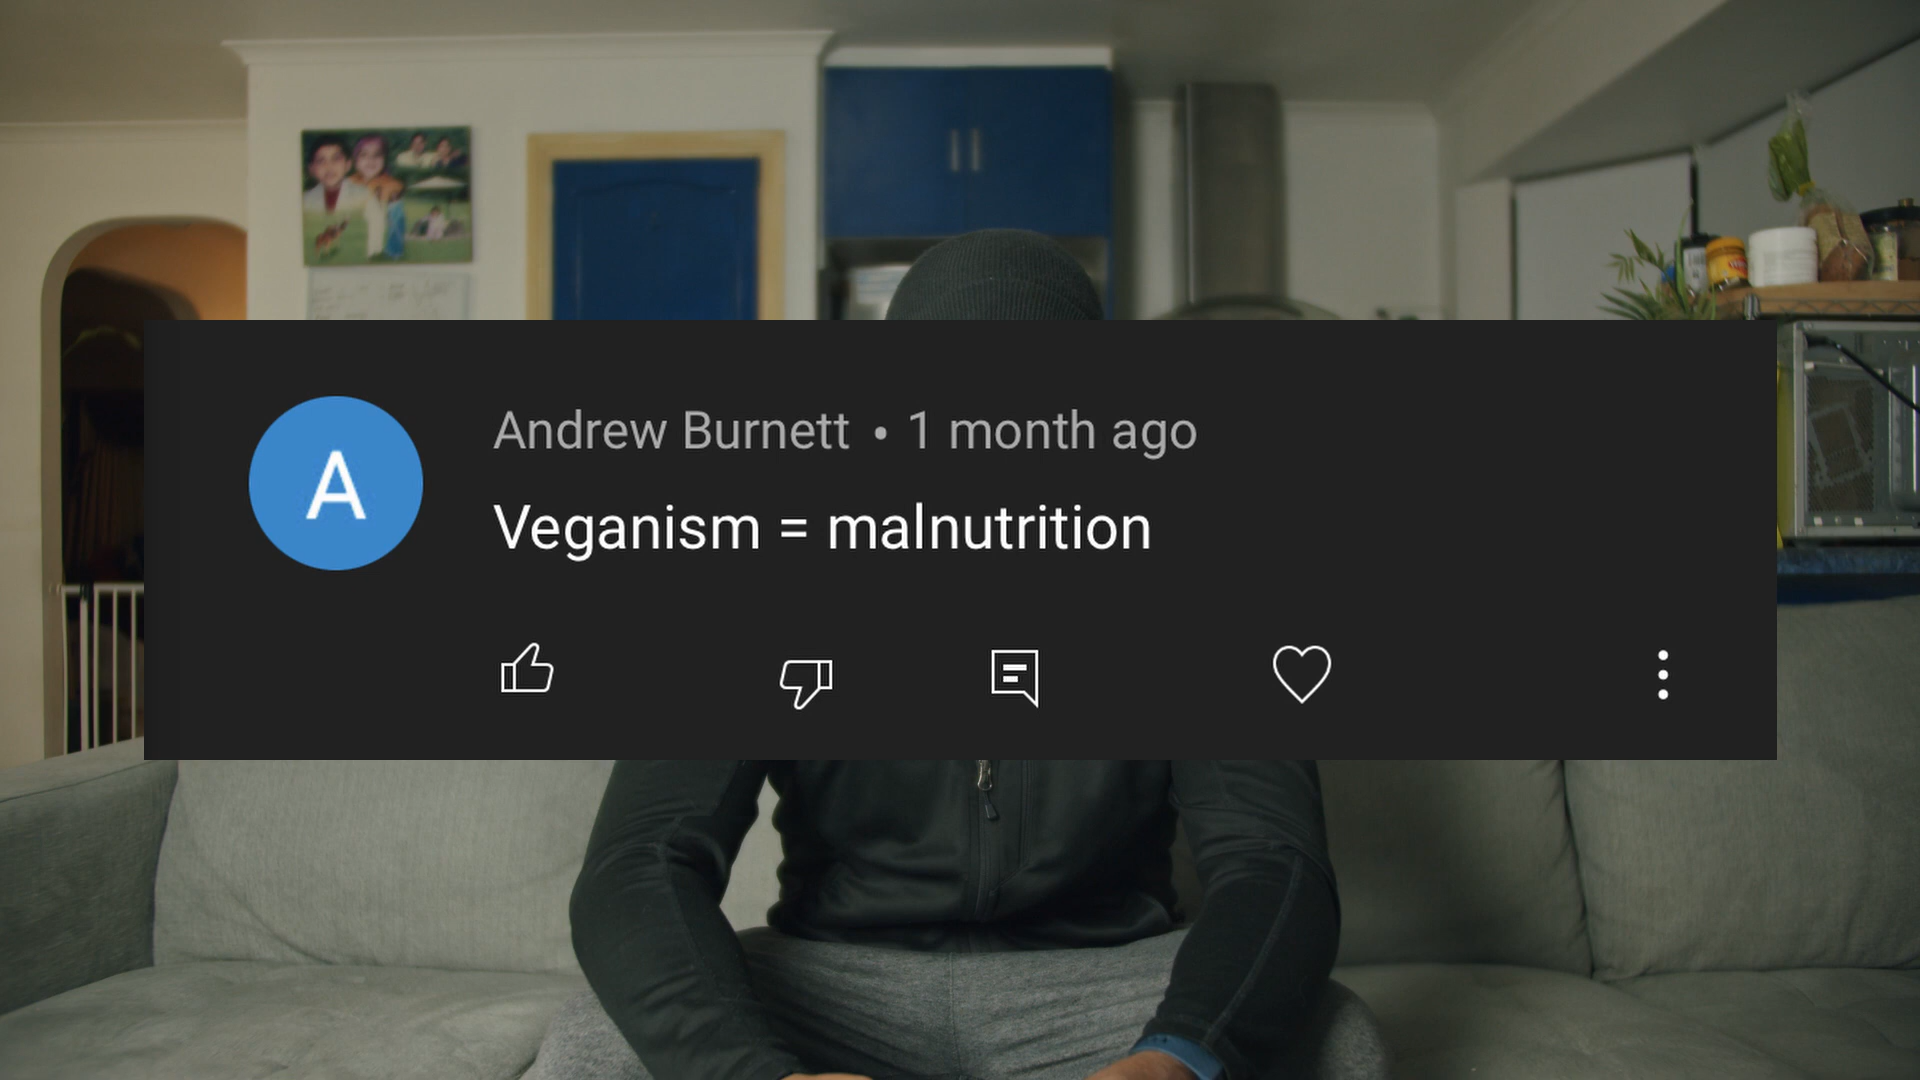 Andrew Burnett • 1 month ago
Veganism = malnutrition
A